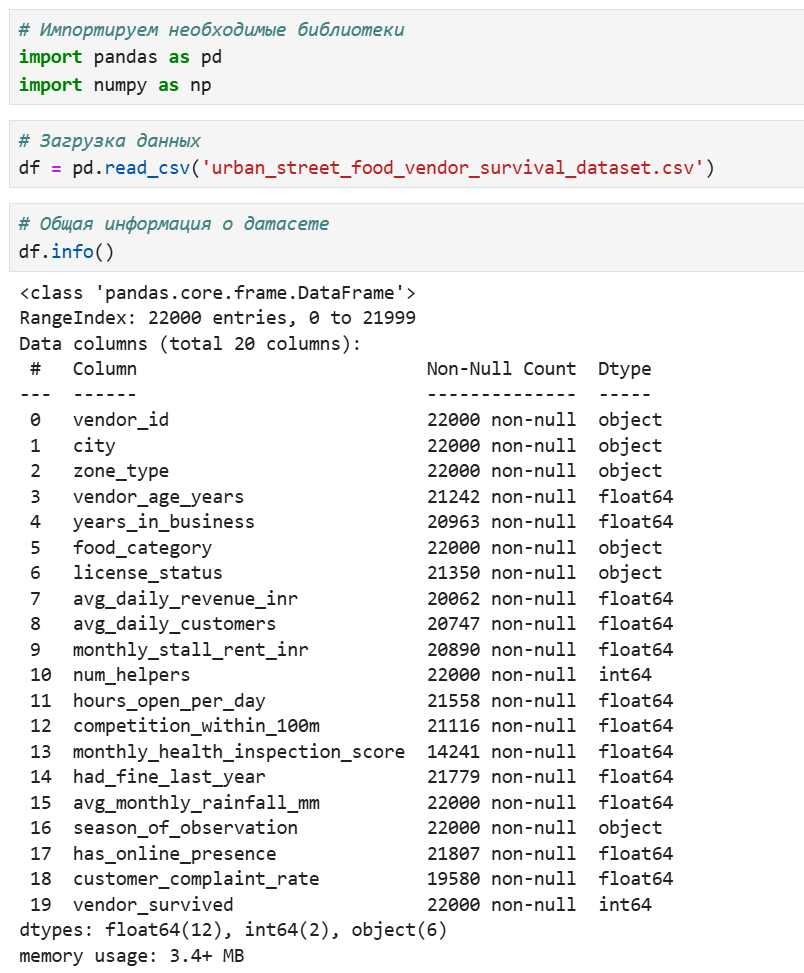 # Импортируем необходимые библиотеки
import pandas as pd
import numpy as np
# Загрузка данных
df = pd.read_csv('urban_street_food_vendor_survival_dataset.csv')
# Общая информация о датасете
df.info()
<class 'pandas.core.frame.DataFrame'>
RangeIndex: 22000 entries, 0 to 21999
Data columns (total 20 columns):
 #   Column                           Non-Null Count  Dtype
---  ------                           --------------  -----
 0   vendor_id                        22000 non-null  object
 1   city                             22000 non-null  object
 2   zone_type                        22000 non-null  object
 3   vendor_age_years                 21242 non-null  float64
 4   years_in_business                20963 non-null  float64
 5   food_category                    22000 non-null  object
 6   license_status                   21350 non-null  object
 7   avg_daily_revenue_inr            20062 non-null  float64
 8   avg_daily_customers              20747 non-null  float64
 9   monthly_stall_rent_inr           20890 non-null  float64
 10  num_helpers                      22000 non-null  int64
 11  hours_open_per_day               21558 non-null  float64
 12  competition_within_100m          21116 non-null  float64
 13  monthly_health_inspection_score  14241 non-null  float64
 14  had_fine_last_year               21779 non-null  float64
 15  avg_monthly_rainfall_mm          22000 non-null  float64
 16  season_of_observation            22000 non-null  object
 17  has_online_presence              21807 non-null  float64
 18  customer_complaint_rate          19580 non-null  float64
 19  vendor_survived                  22000 non-null  int64
dtypes: float64(12), int64(2), object(6)
memory usage: 3.4+ MB